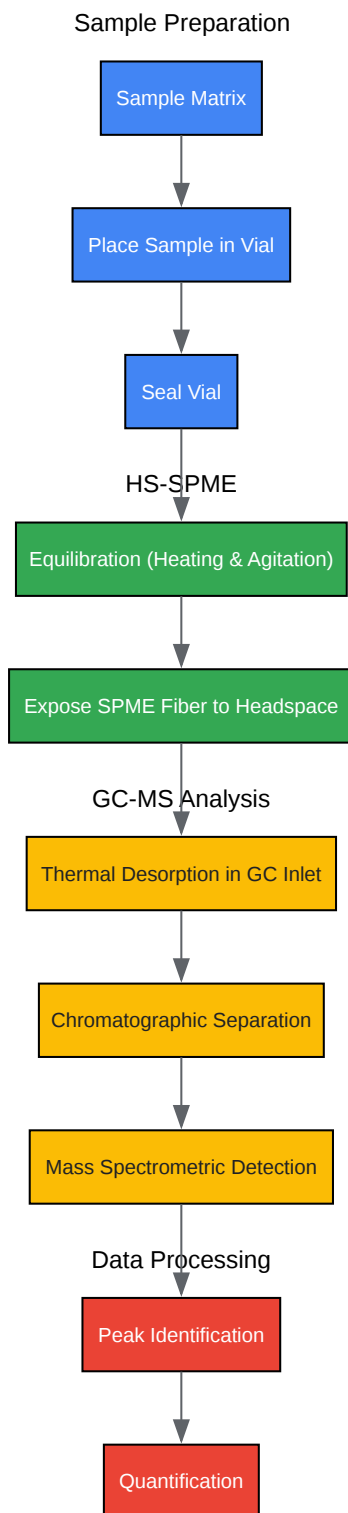 Sample Preparation
Sample Matrix
Place Sample in Vial
Seal Vial
HS-SPME
Equilibration (Heating & Agitation)
Expose SPME Fiber to Headspace
GC-MS Analysis
Thermal Desorption in GC Inlet
Chromatographic Separation
Mass Spectrometric Detection
Data Processing
Peak Identification
Quantification